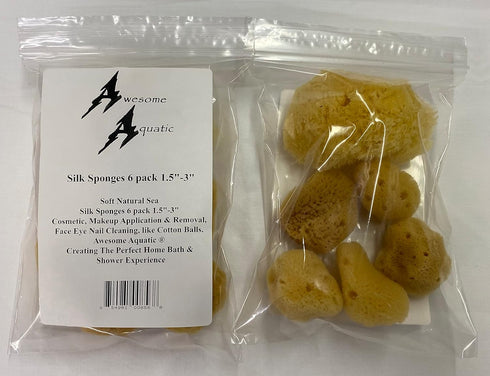 Awesome
Aquatic
Silk Sponges 6 pack 1.5"-3"
Soft Natural Sea
Silk Sponges 6 pack 1.5"-3"
Cosmetic, Makeup Application & Removal,
Face Eye Nail Cleaning, like Cotton Balls.
Awesome Aquatic ®
Creating The Perfect Home Bath &
Shower Experience